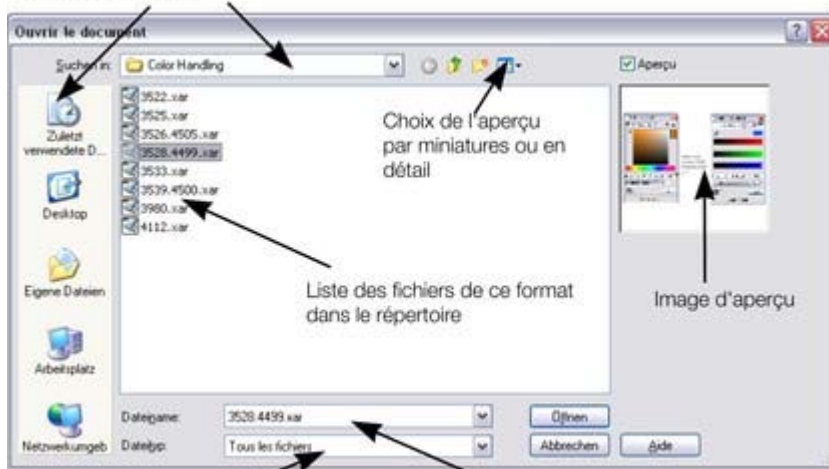 Ouvrir le document
Suchen in: Color Handling
Aperçu
Zuletzt
verwendete D...
Desktop
Eigene Dateien
Arbeitsplatz
Netzwerkumgeb
3522.xar
3525.xar
3526.4505.xar
3528.4499.xar
3533.xar
3539.4500.xar
3980.xar
4112.xar
Choix de l'aperçu
par miniatures ou en
détail
Liste des fichiers de ce format
dans le répertoire
Image d'aperçu
Dateiname: 3528.4499.xar
Öffnen
Dateityp: Tous les fichiers
Abbrechen
Aide